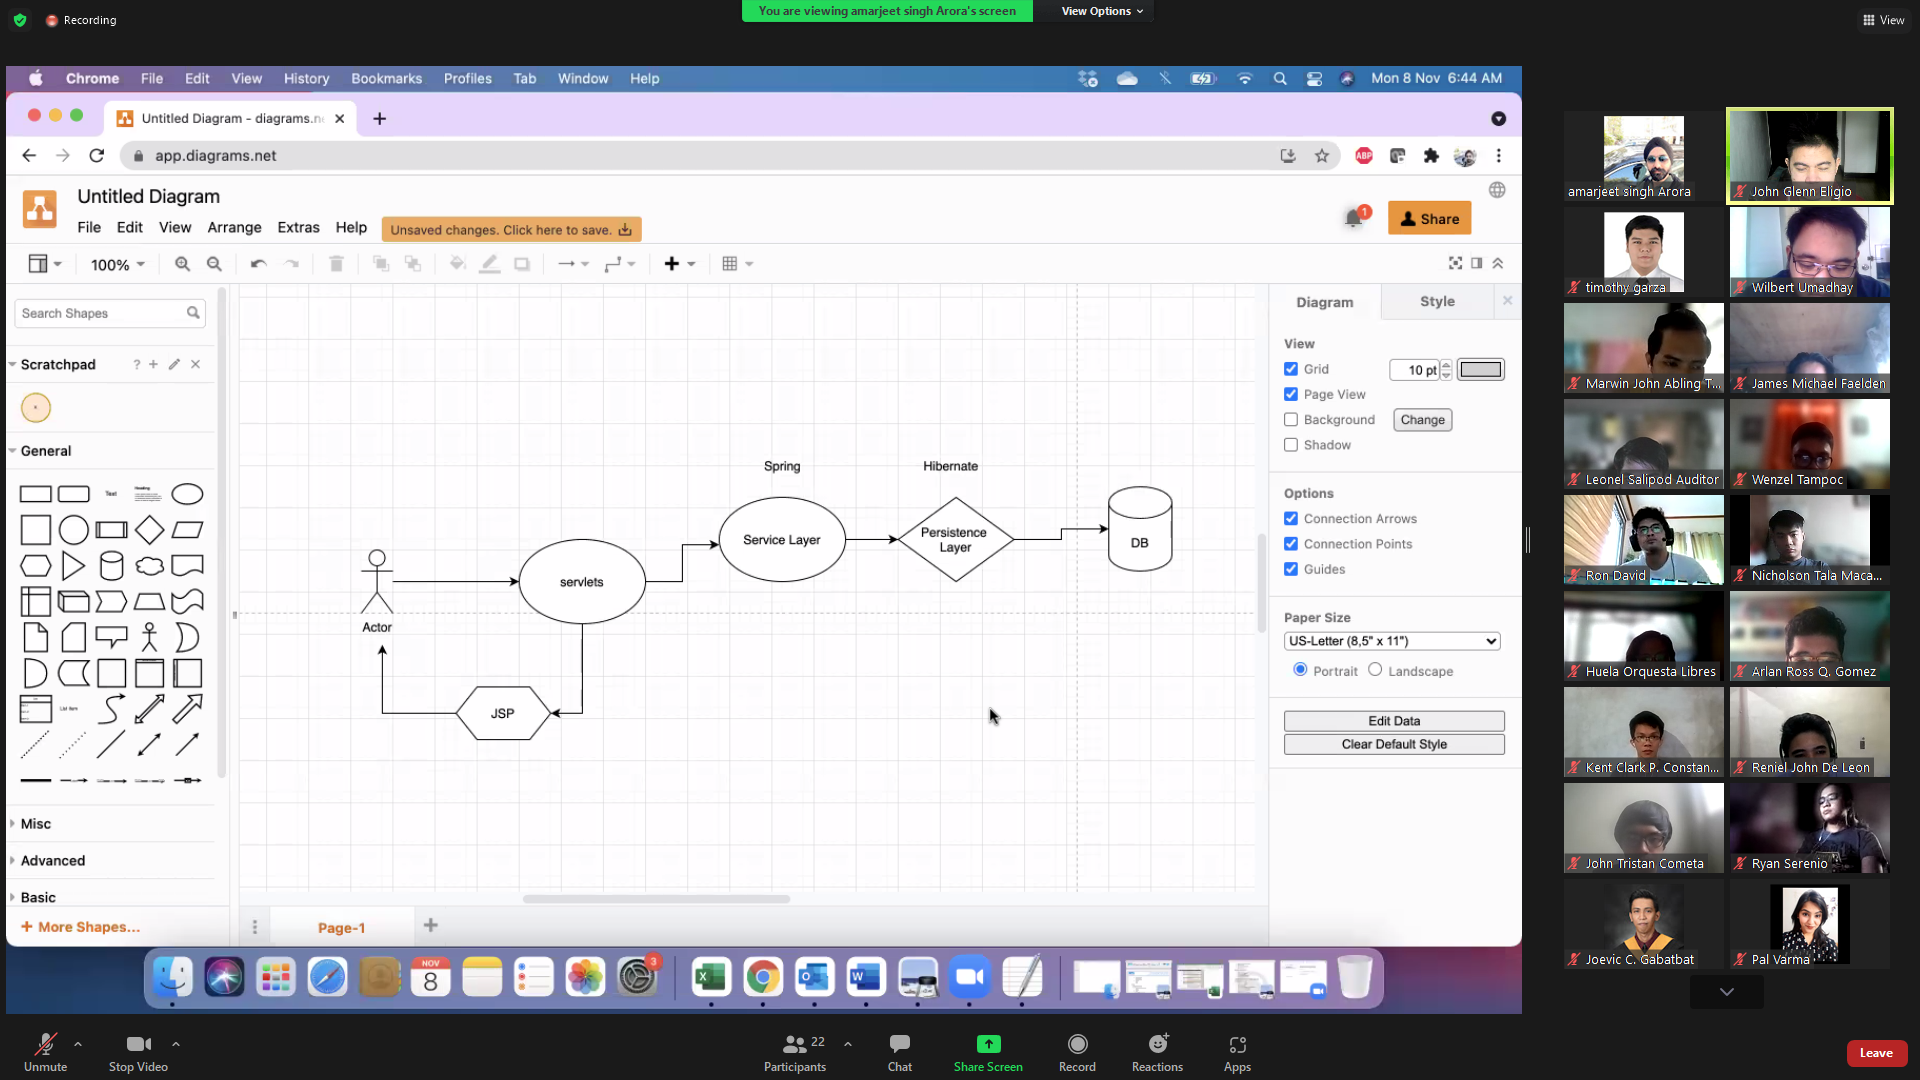 Recording
You are viewing amarjeet singh Arora's screen
View Options
View
Chrome File Edit View History Bookmarks Profiles Tab Window Help
Mon 8 Nov 6:44 AM
Untitled Diagram - diagrams.n
app.diagrams.net
ABP
Untitled Diagram
File Edit View Arrange Extras Help
Unsaved changes. Click here to save.
1
Share
100%
Search Shapes
Scratchpad
?
General
Text
Heading
List Item
Misc
Advanced
Basic
+ More Shapes...
Spring
Hibernate
Service Layer
Persistence
Layer
DB
servlets
Actor
JSP
Page-1
Diagram
Style
View
Grid
10 pt
Page View
Background
Change
Shadow
Options
Connection Arrows
Connection Points
Guides
Paper Size
US-Letter (8,5" x 11")
Portrait
Landscape
Edit Data
Clear Default Style
NOV
8
3
amarjeet singh Arora
John Glenn Eligio
timothy garza
Wilbert Umadhay
Marwin John Abling T...
James Michael Faelden
Leonel Salipod Auditor
Wenzel Tampoc
Ron David
Nicholson Tala Maca...
Huela Orquesta Libres
Arlan Ross Q. Gomez
Kent Clark P. Constan...
Reniel John De Leon
John Tristan Cometa
Ryan Serenio
Joevic C. Gabatbat
Pal Varma
Unmute
Stop Video
22
Participants
Chat
Share Screen
Record
Reactions
Apps
Leave